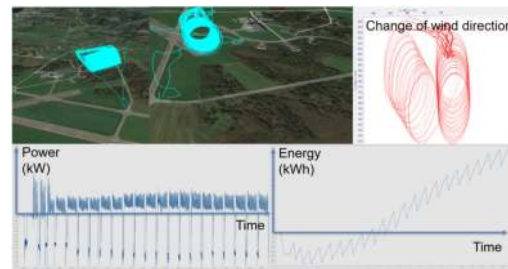 Change of wind direction
Power
(kW)
Time
Energy
(kWh)
Time